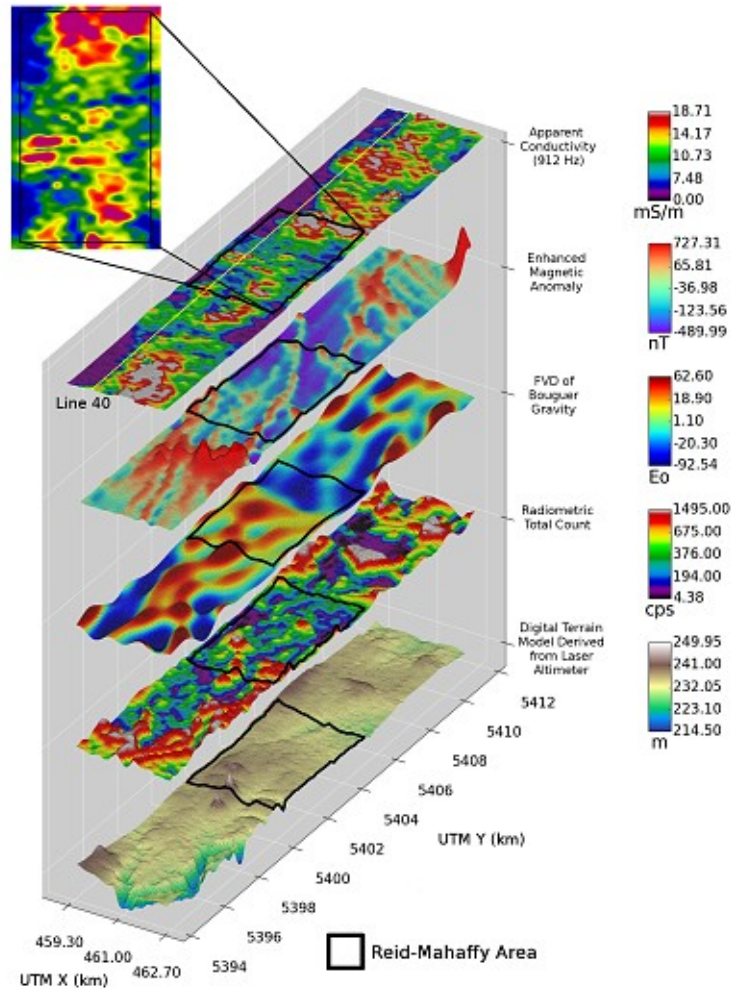 Apparent
Conductivity
(912 Hz)
18.71
14.17
10.73
7.48
0.00
mS/m
Enhanced
Magnetic
Anomaly
727.31
65.81
-36.98
-123.56
-489.99
nT
Line 40
FVD of
Bouguer
Gravity
62.60
18.90
1.10
-20.30
-92.54
Eo
Radiometric
Total Count
1495.00
675.00
376.00
194.00
4.38
cps
Digital Terrain
Model Derived
from Laser
Altimeter
249.95
241.00
232.05
223.10
214.50
m
5412
5410
5408
5406
5404
5402
5400
5398
5396
5394
UTM Y (km)
459.30
461.00
462.70
UTM X (km)
Reid-Mahaffy Area